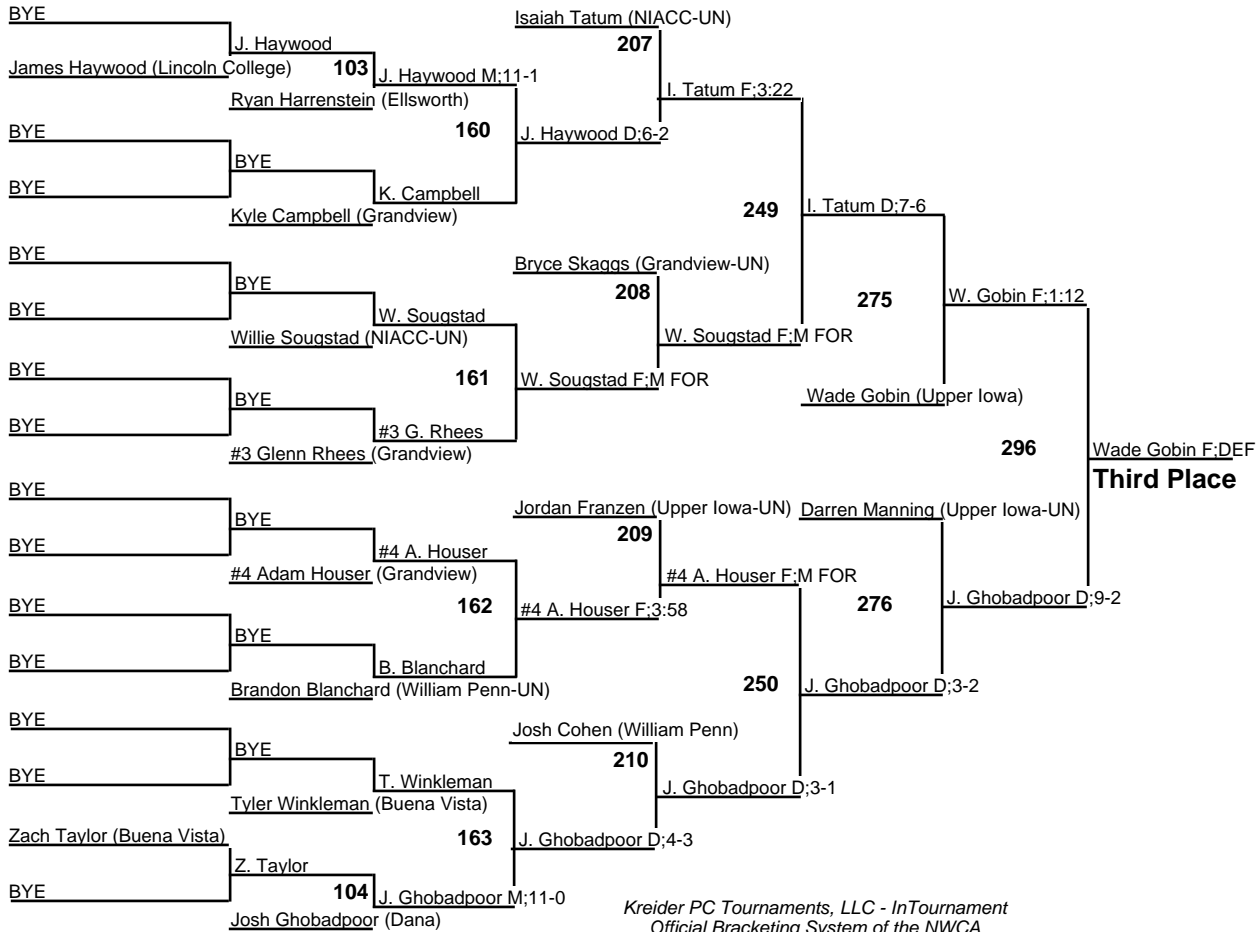 BYE
Isaiah Tatum (NIACC-UN)
J. Haywood
207
James Haywood (Lincoln College)
103
J. Haywood M;11-1
I. Tatum F;3:22
Ryan Harrenstein (Ellsworth)
160
J. Haywood D;6-2
BYE
BYE
BYE
K. Campbell
Kyle Campbell (Grandview)
249
I. Tatum D;7-6
BYE
Bryce Skaggs (Grandview-UN)
BYE
208
275
W. Gobin F;1:12
BYE
W. Sougstad
Willie Sougstad (NIACC-UN)
W. Sougstad F;M FOR
BYE
161
W. Sougstad F;M FOR
BYE
Wade Gobin (Upper Iowa)
BYE
#3 G. Rhees
#3 Glenn Rhees (Grandview)
296
Wade Gobin F;DEF
Third Place
BYE
Jordan Franzen (Upper Iowa-UN)
Darren Manning (Upper Iowa-UN)
BYE
209
BYE
#4 A. Houser
#4 Adam Houser (Grandview)
#4 A. Houser F;M FOR
BYE
162
#4 A. Houser F;3:58
276
J. Ghobadpoor D;9-2
BYE
BYE
B. Blanchard
Brandon Blanchard (William Penn-UN)
250
J. Ghobadpoor D;3-2
BYE
Josh Cohen (William Penn)
BYE
210
BYE
T. Winkleman
Tyler Winkleman (Buena Vista)
J. Ghobadpoor D;3-1
Zach Taylor (Buena Vista)
163
J. Ghobadpoor D;4-3
Z. Taylor
BYE
104
J. Ghobadpoor M;11-0
Josh Ghobadpoor (Dana)
Kreider PC Tournaments, LLC - InTournament
Official Bracketing System of the NWCA